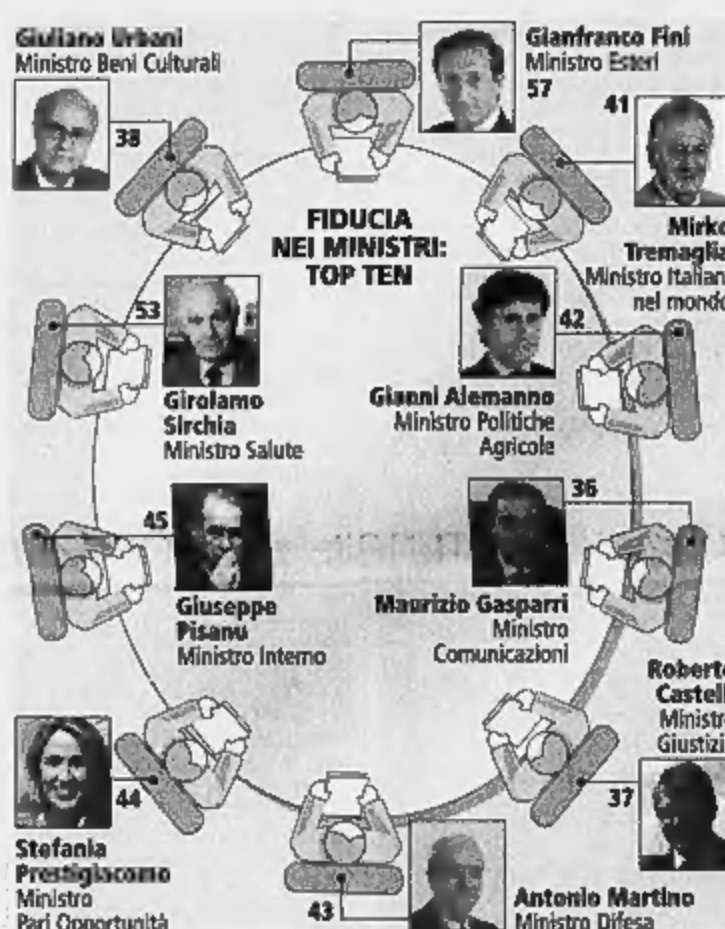 Giuliano Urbani
Ministro Beni Culturali
38
Gianfranco Fini
Ministro Esteri
57
41
Mirko
Tremaglia
Ministro Italiani
nel mondo
FIDUCIA
NEI MINISTRI:
TOP TEN
53
Girolamo
Sirchia
Ministro Salute
42
Gianni Alemanno
Ministro Politiche
Agricole
45
Giuseppe
Pisanu
Ministro Interno
36
Maurizio Gasparri
Ministro
Comunicazioni
Roberto
Castell
Ministr
Giustizi
37
44
Stefania
Prestigiacomo
Ministro
Pari Opportunità
43
Antonio Martino
Ministro Difesa